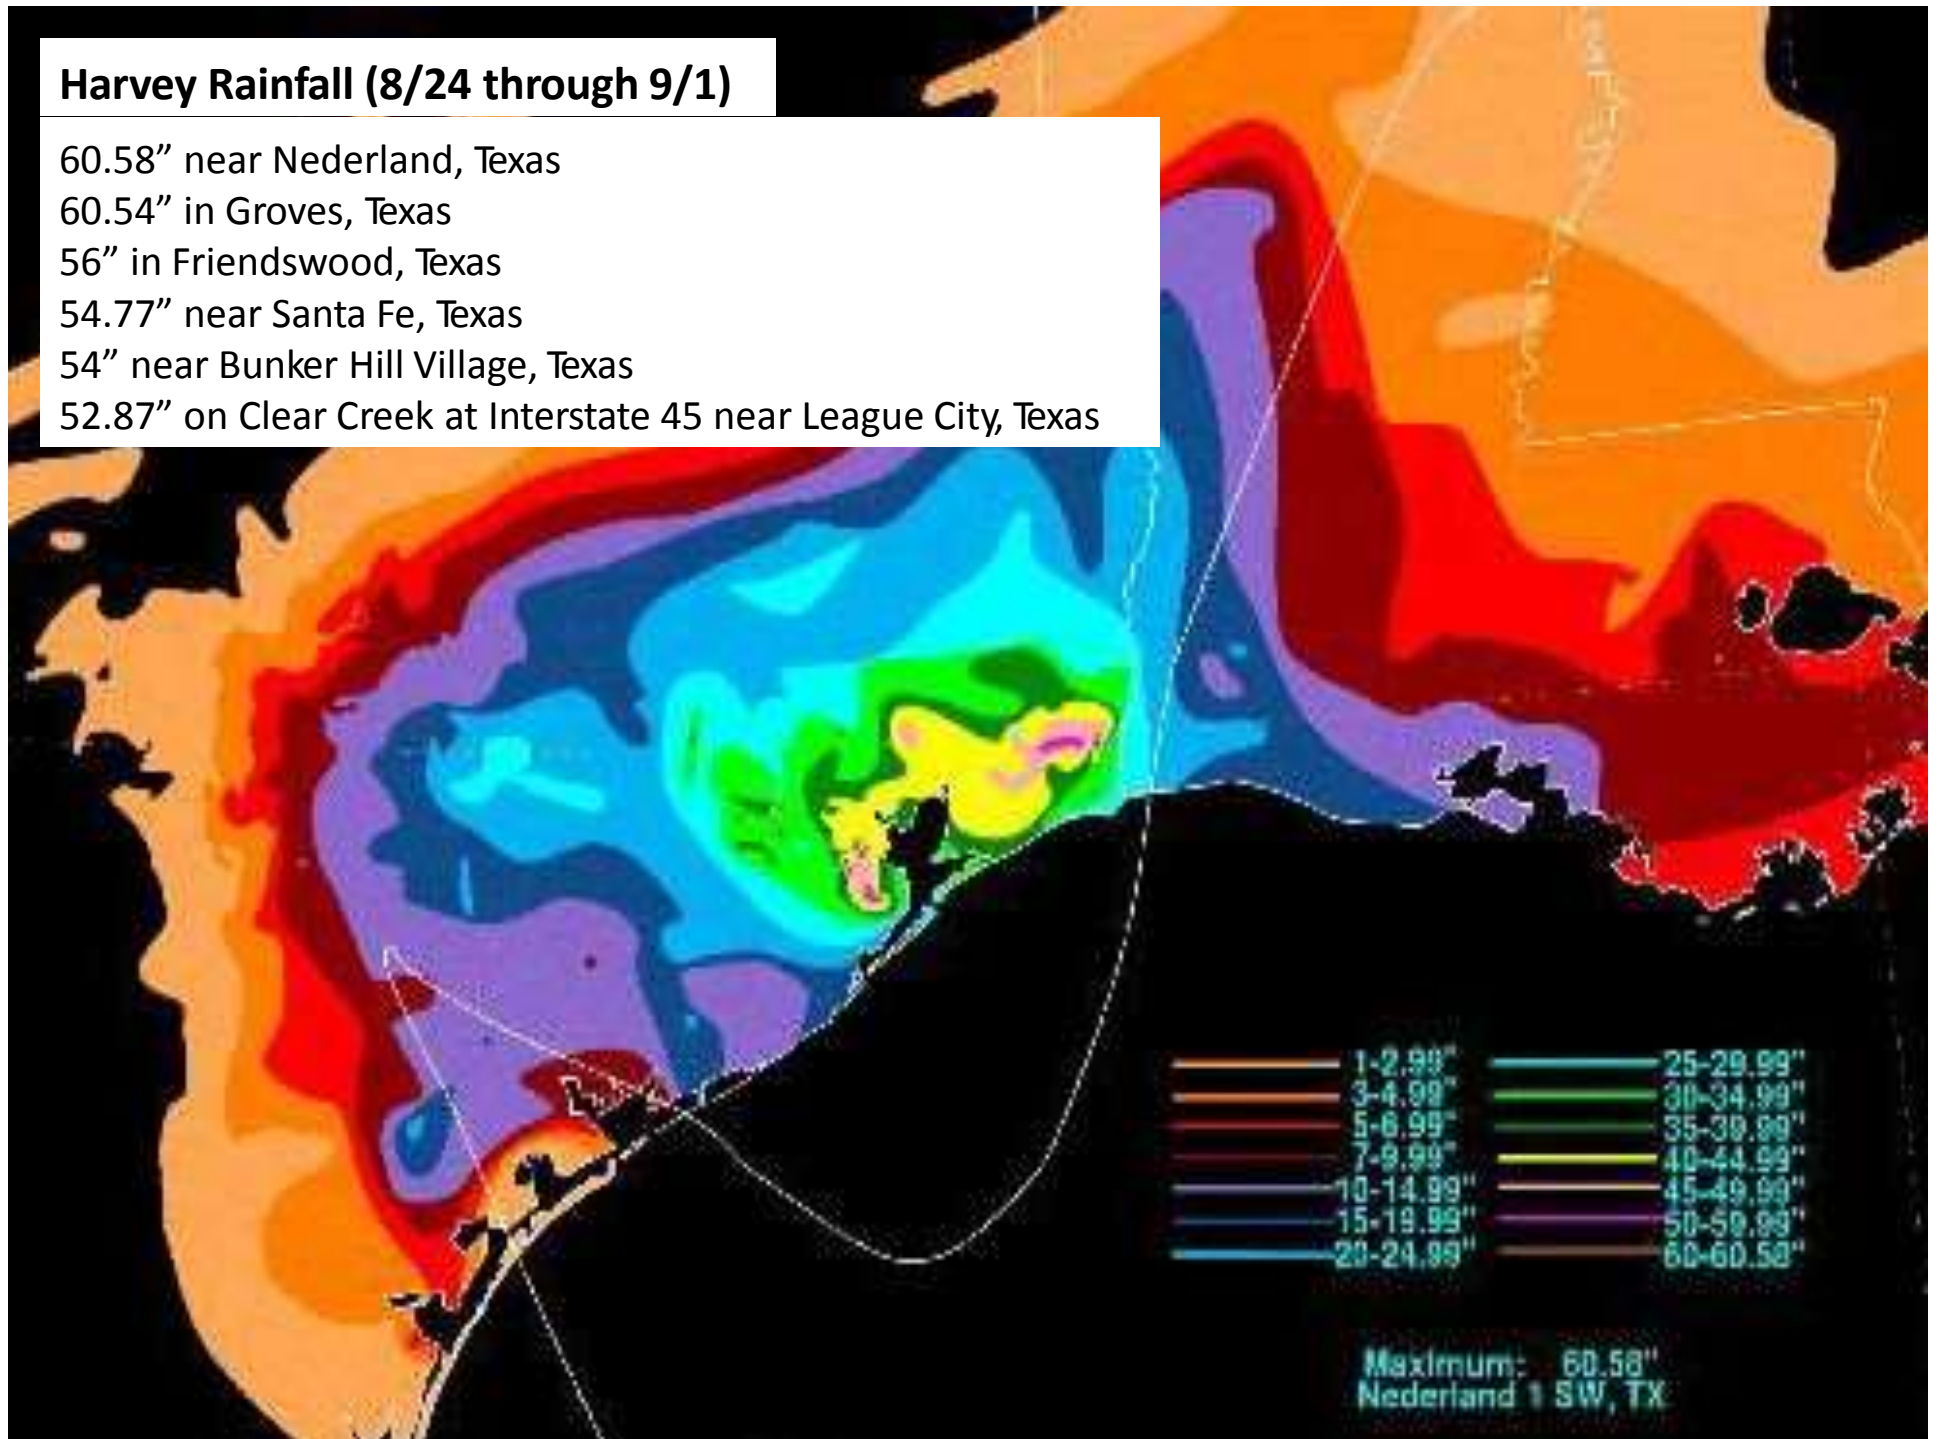 Harvey Rainfall (8/24 through 9/1)
60.58” near Nederland, Texas
60.54” in Groves, Texas
56” in Friendswood, Texas
54.77” near Santa Fe, Texas
54” near Bunker Hill Village, Texas
52.87” on Clear Creek at Interstate 45 near League City, Texas
1-2.99"
3-4.99"
5-6.99"
7-9.99"
10-14.99"
15-19.99"
20-24.99"
25-29.99"
30-34.99"
35-39.99"
40-44.99"
45-49.99"
50-59.99"
60-60.58"
Maximum: 60.58"
Nederland 1 SW, TX